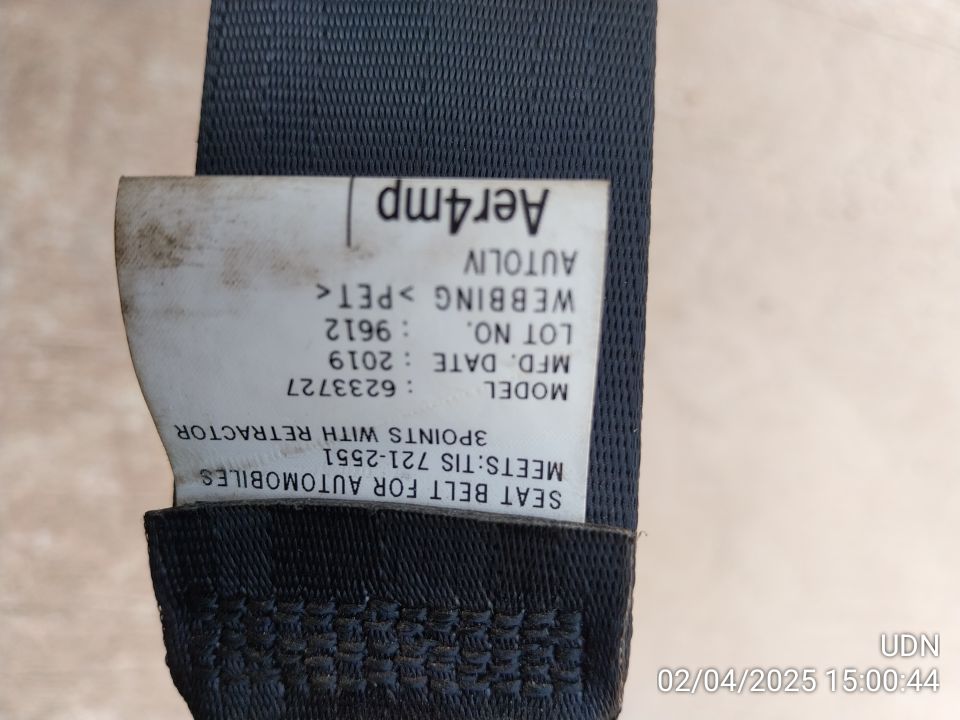 SEAT BELT FOR AUTOMOBILES
MEETS:TIS 721-2551
3POINTS WITH RETRACTOR
MODEL : 6233727
MFD. DATE : 2019
LOT NO. : 9612
WEBBING >PET<
AUTOLIV
Aer4mp
UDN
02/04/2025 15:00:44